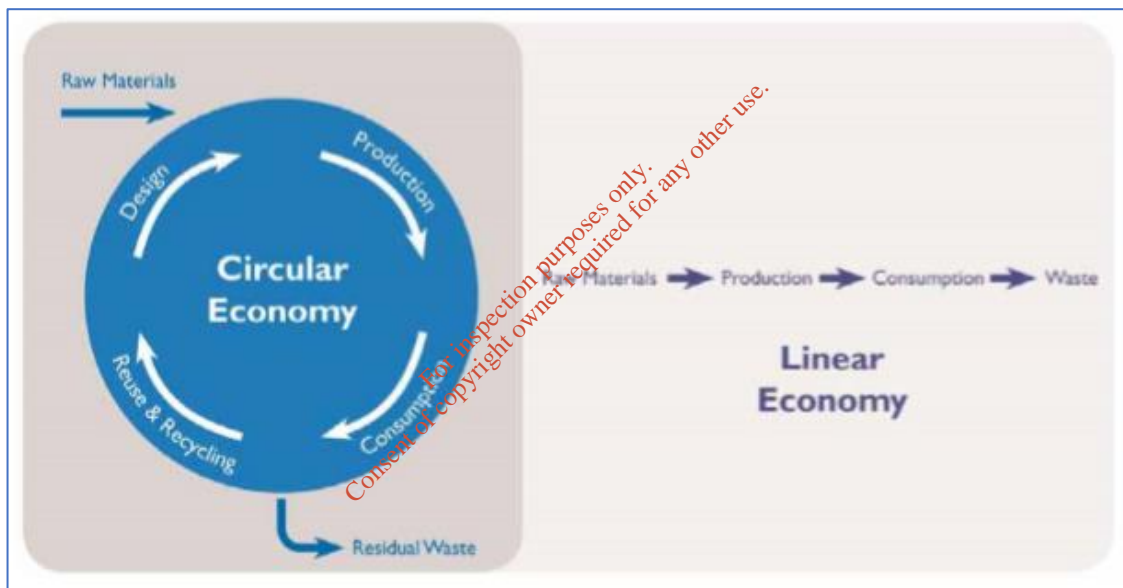 Raw Materials
Design
Production
Circular
Economy
Consumption
Reuse & Recycling
Residual Waste
Raw Materials
Production
Consumption
Waste
Linear
Economy
For inspection purposes only.
Consent of copyright owner required for any other use.